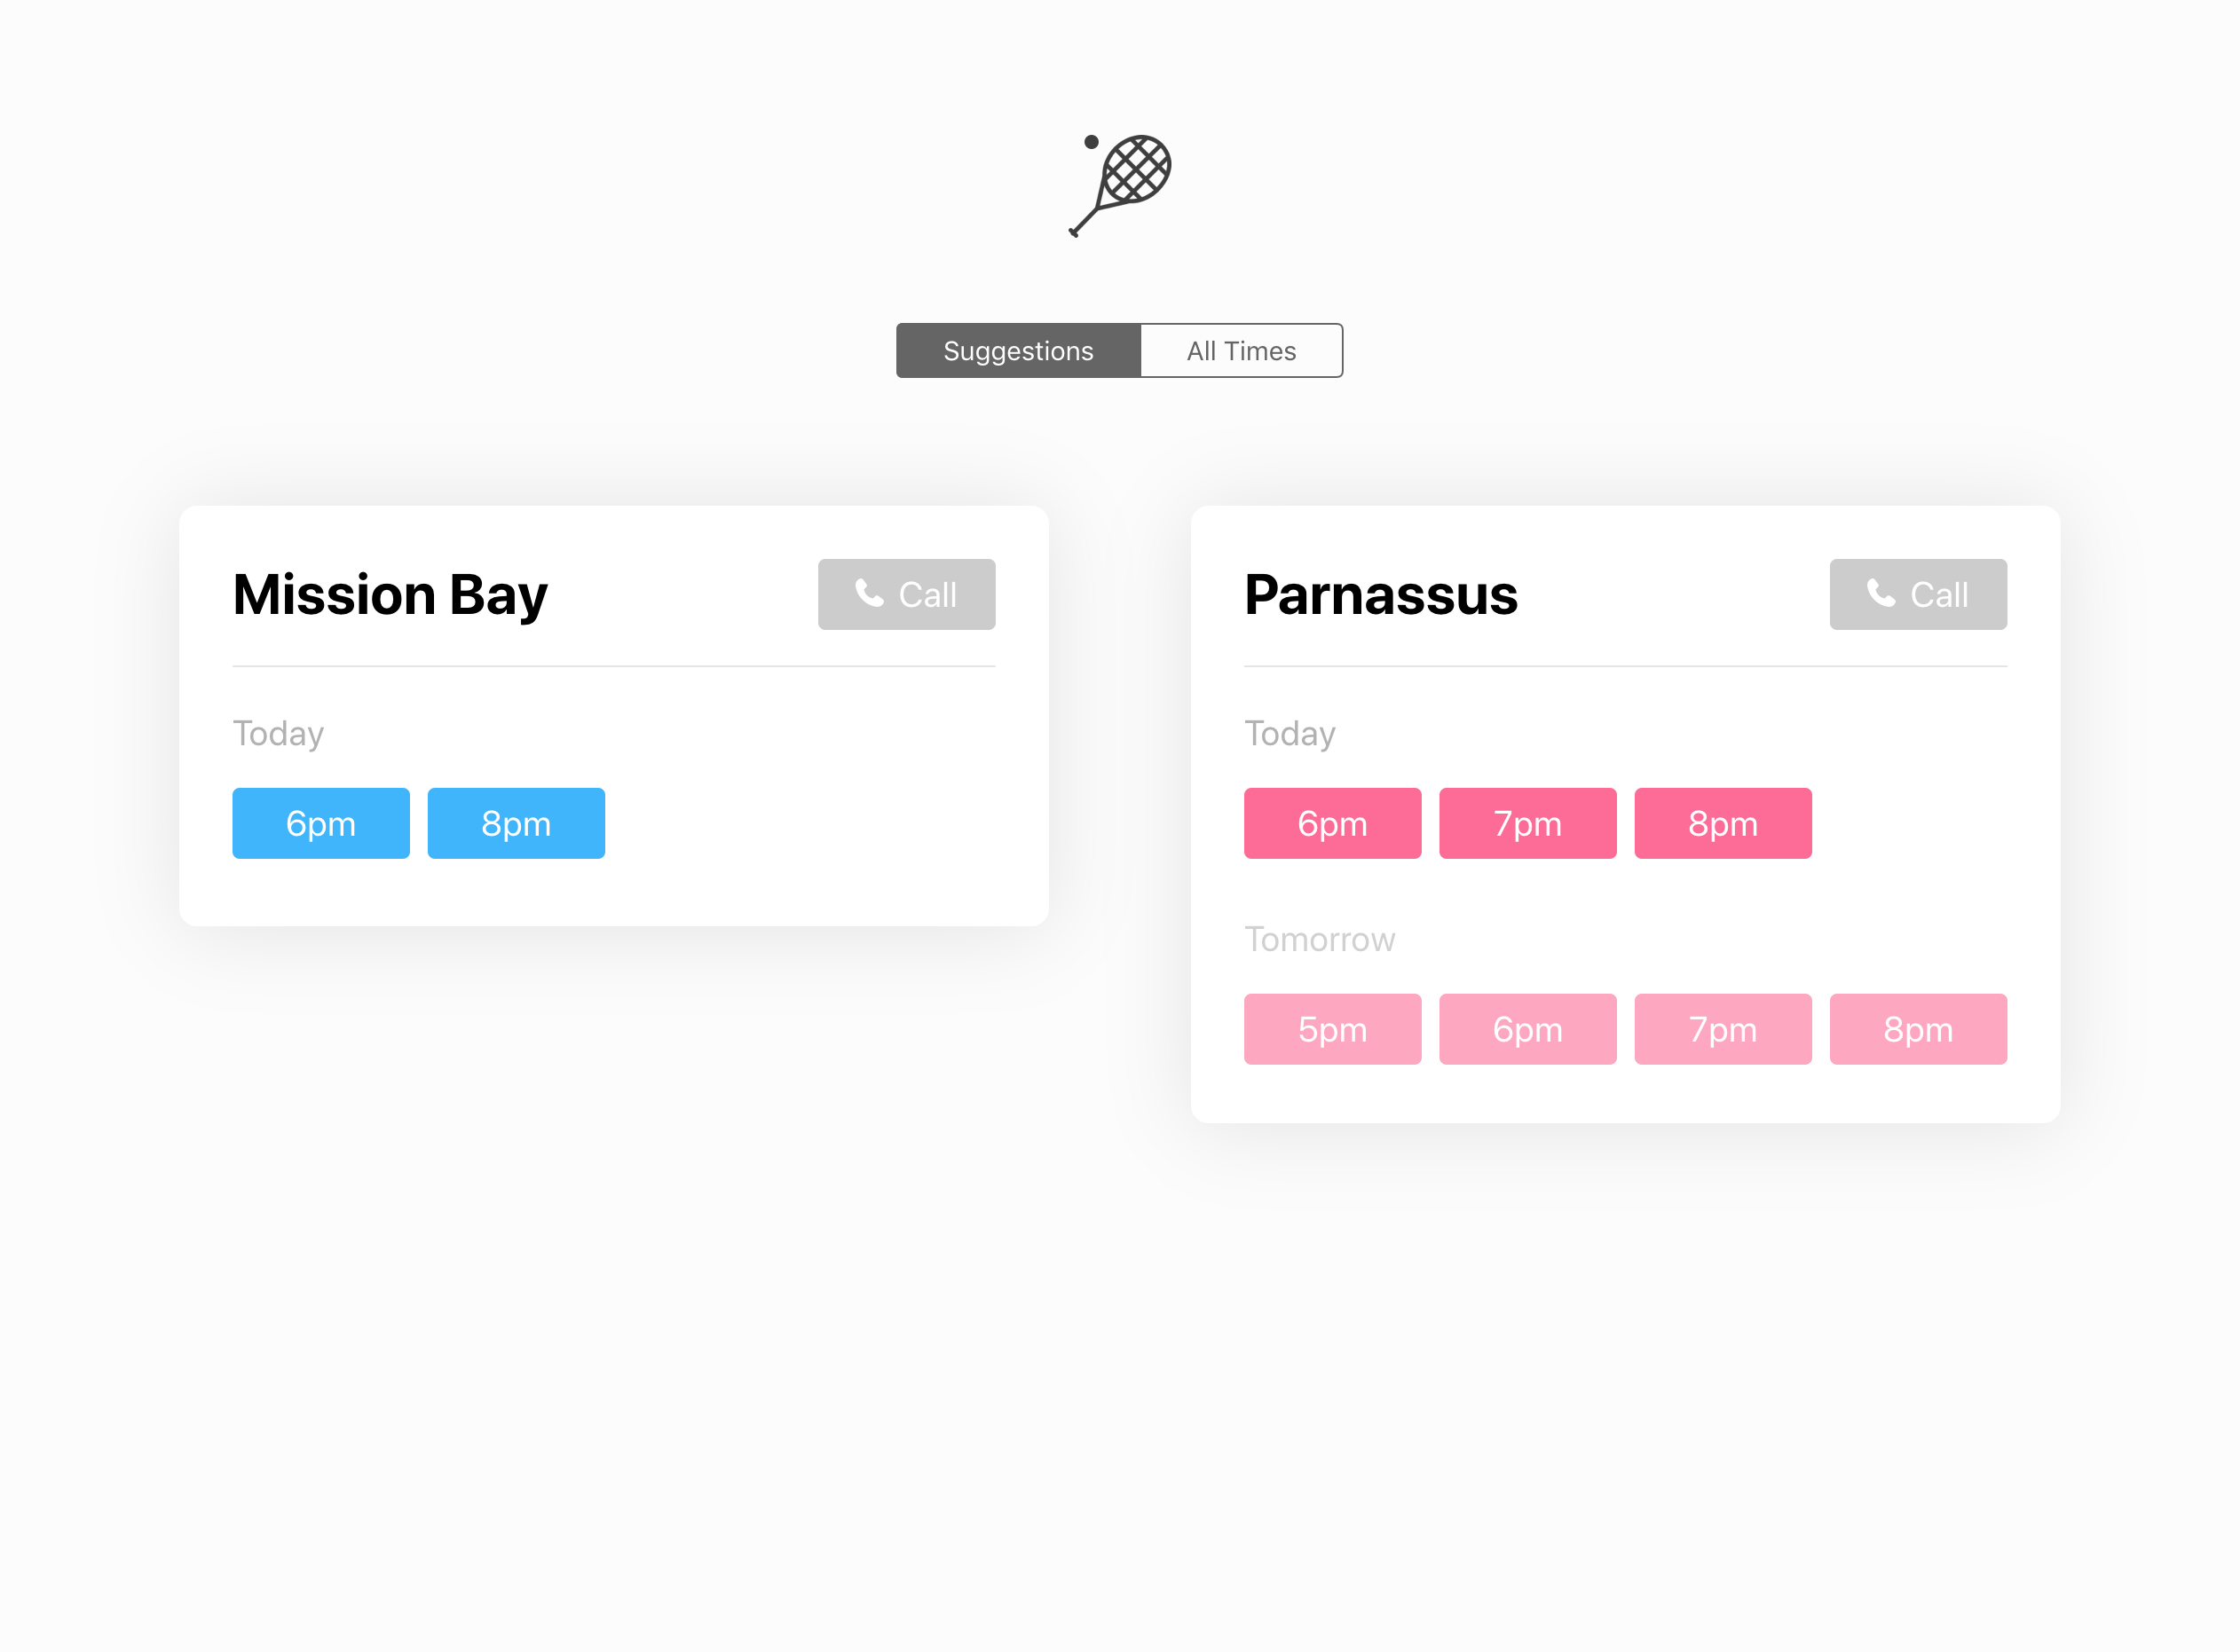 Suggestions All Times
Mission Bay Call
Today
6pm 8pm
Parnassus Call
Today
6pm 7pm 8pm
Tomorrow
5pm 6pm 7pm 8pm